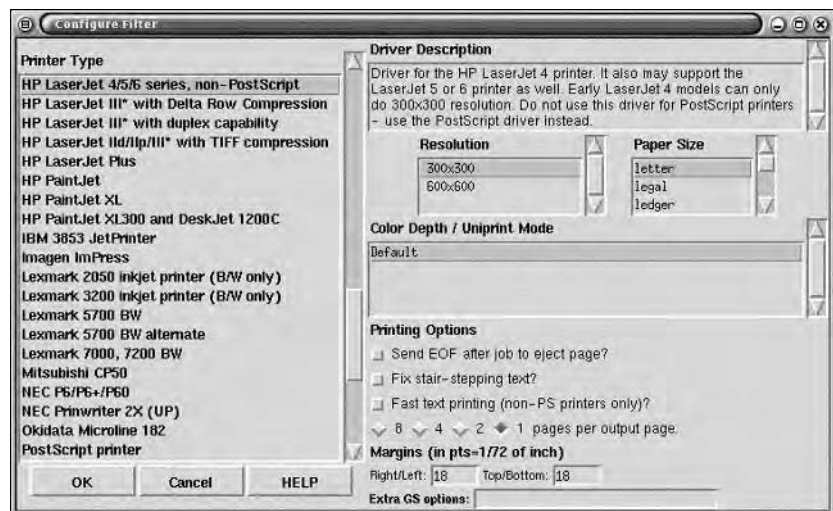 Configure Filter
Printer Type
HP LaserJet 4/5/6 series, non-PostScript
HP LaserJet III* with Delta Row Compression
HP LaserJet III* with duplex capability
HP LaserJet IId/IIp/III* with TIFF compression
HP LaserJet Plus
HP PaintJet
HP PaintJet XL
HP PaintJet XL300 and DeskJet 1200C
IBM 3853 JetPrinter
Imagen ImPress
Lexmark 2050 inkjet printer (B/W only)
Lexmark 3200 inkjet printer (B/W only)
Lexmark 5700 BW
Lexmark 5700 BW alternate
Lexmark 7000, 7200 BW
Mitsubishi CP50
NEC P6/P6+/P60
NEC Prinwriter 2X (UP)
Okidata Microline 182
PostScript printer
OK
Cancel
HELP
Driver Description
Driver for the HP LaserJet 4 printer. It also may support the
LaserJet 5 or 6 printer as well. Early LaserJet 4 models can only
do 300x300 resolution. Do not use this driver for PostScript printers
- use the PostScript driver instead.
Resolution
300x300
600x600
Paper Size
letter
legal
ledger
Color Depth / Uniprint Mode
Default
Printing Options
Send EOF after job to eject page?
Fix stair-stepping text?
Fast text printing (non-PS printers only)?
8 4 2 1 pages per output page.
Margins (in pts=1/72 of inch)
Right/Left: 18 Top/Bottom: 18
Extra GS options: